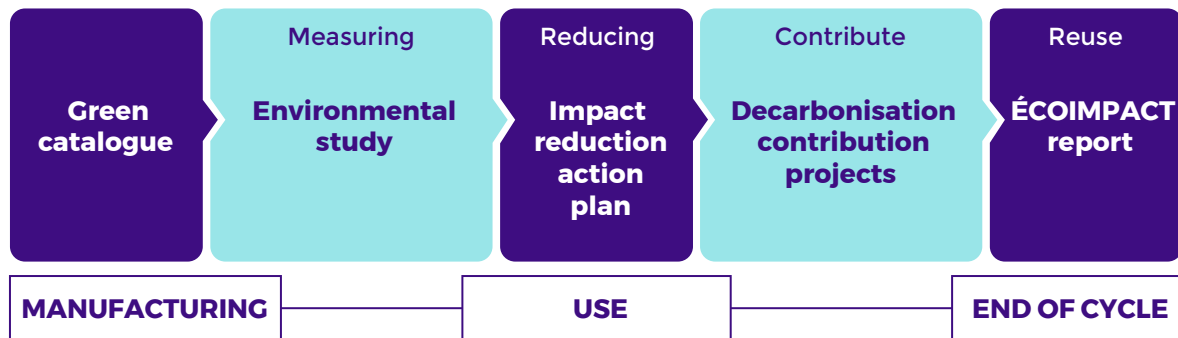 Green
catalogue
Measuring
Environmental
study
Reducing
Impact
reduction
action
plan
Contribute
Decarbonisation
contribution
projects
Reuse
ÉCOIMPACT
report
MANUFACTURING
USE
END OF CYCLE